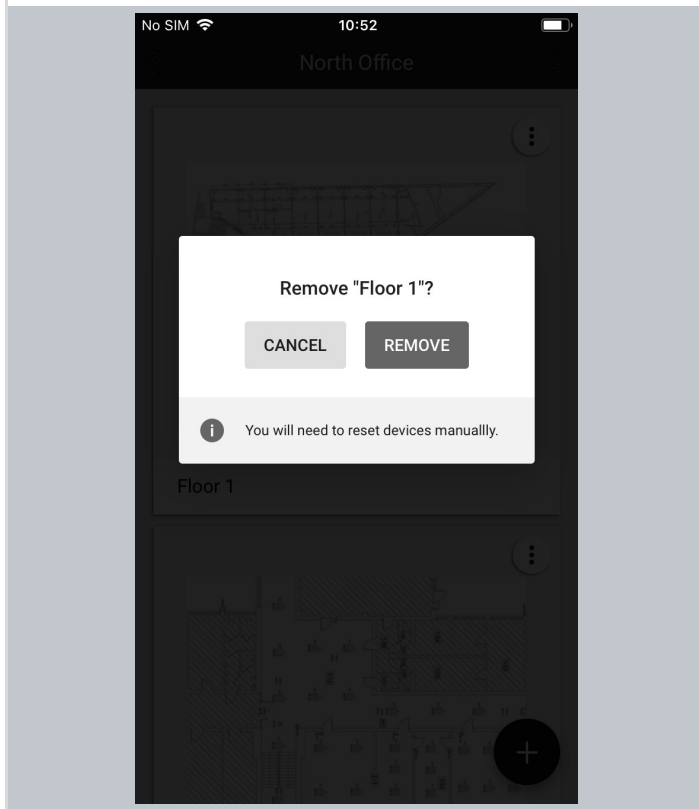 No SIM 10:52
North Office
Remove "Floor 1"?
CANCEL REMOVE
You will need to reset devices manuallly.
Floor 1